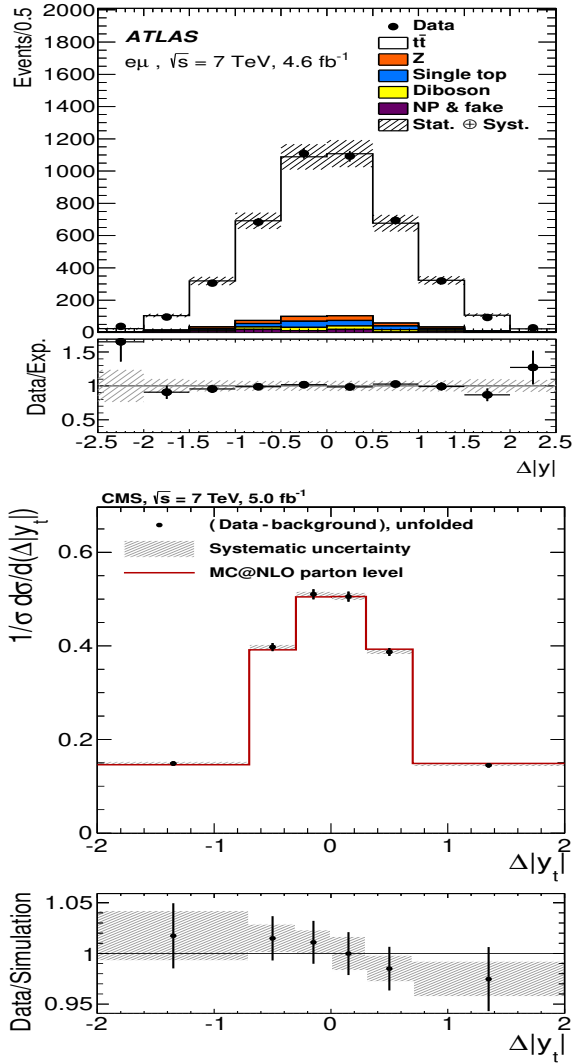 Events/0.5
2000
1800
1600
1400
1200
1000
800
600
400
200
0
ATLAS
eμ , √s = 7 TeV, 4.6 fb⁻¹
Data
tt̄
Z
Single top
Diboson
NP & fake
Stat. ⊕ Syst.
Data/Exp.
1.5
1
0.5
-2.5 -2 -1.5 -1 -0.5 0 0.5 1 1.5 2 2.5
Δ|y|
CMS, √s = 7 TeV, 5.0 fb⁻¹
1/σ dσ/d(Δ|yₜ|)
(Data - background), unfolded
Systematic uncertainty
MC@NLO parton level
0.6
0.4
0.2
0
-2 -1 0 1 2
Δ|yₜ|
Data/Simulation
1.05
1
0.95
-2 -1 0 1 2
Δ|yₜ|